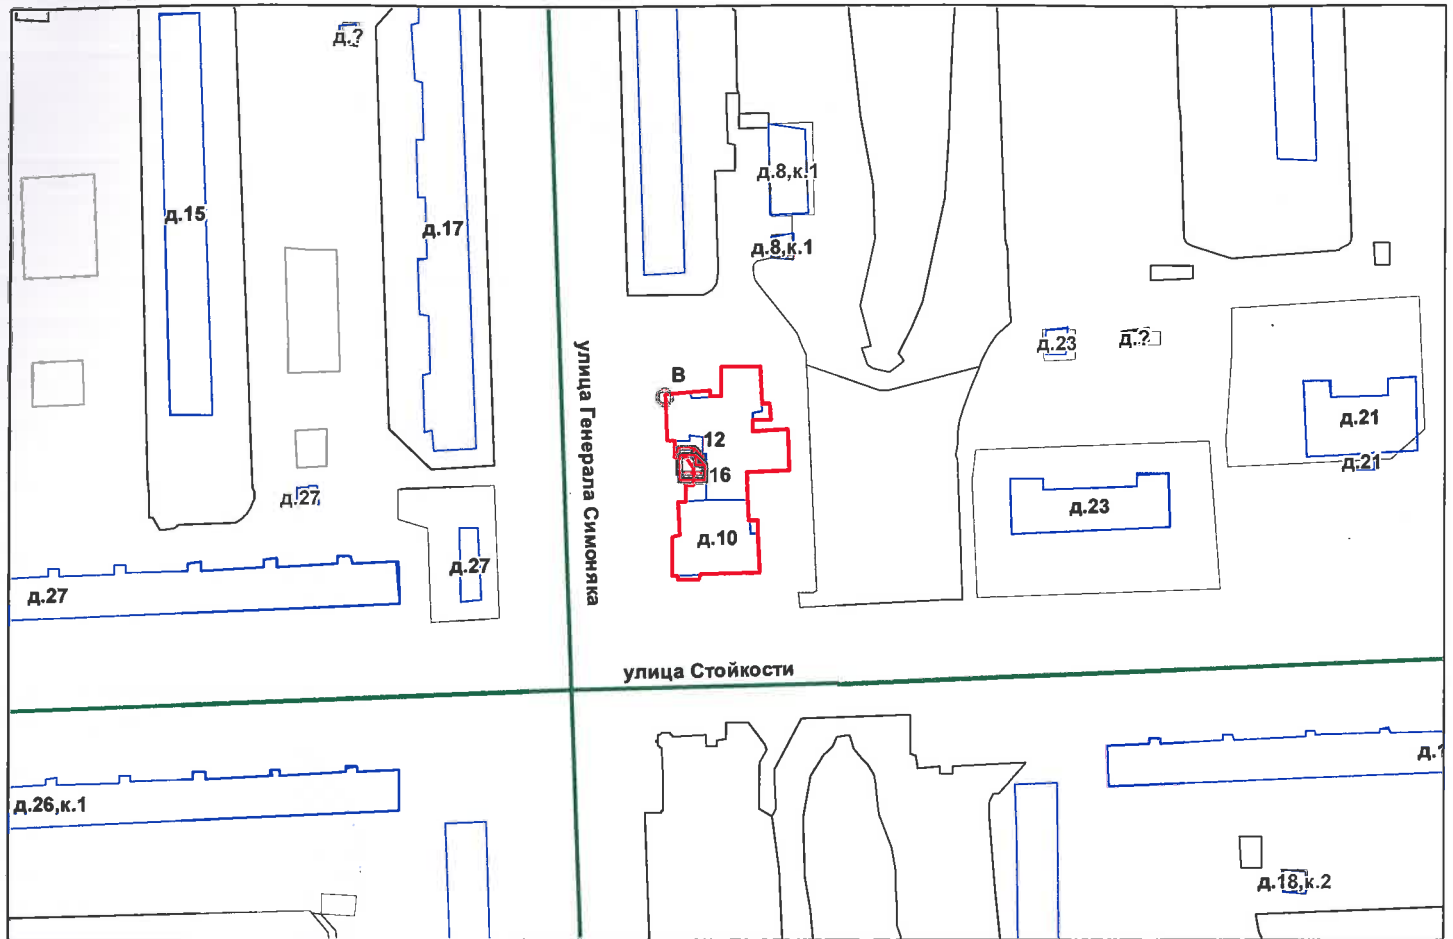 д.?
д.8,к.1
д.15
д.17
д.8,к.1
д.23
д.?
улица Генерала Симоняка
В
д.21
12
д.21
16
д.27
д.23
д.10
д.27
д.27
улица Стойкости
д.26,к.1
д.18,к.2